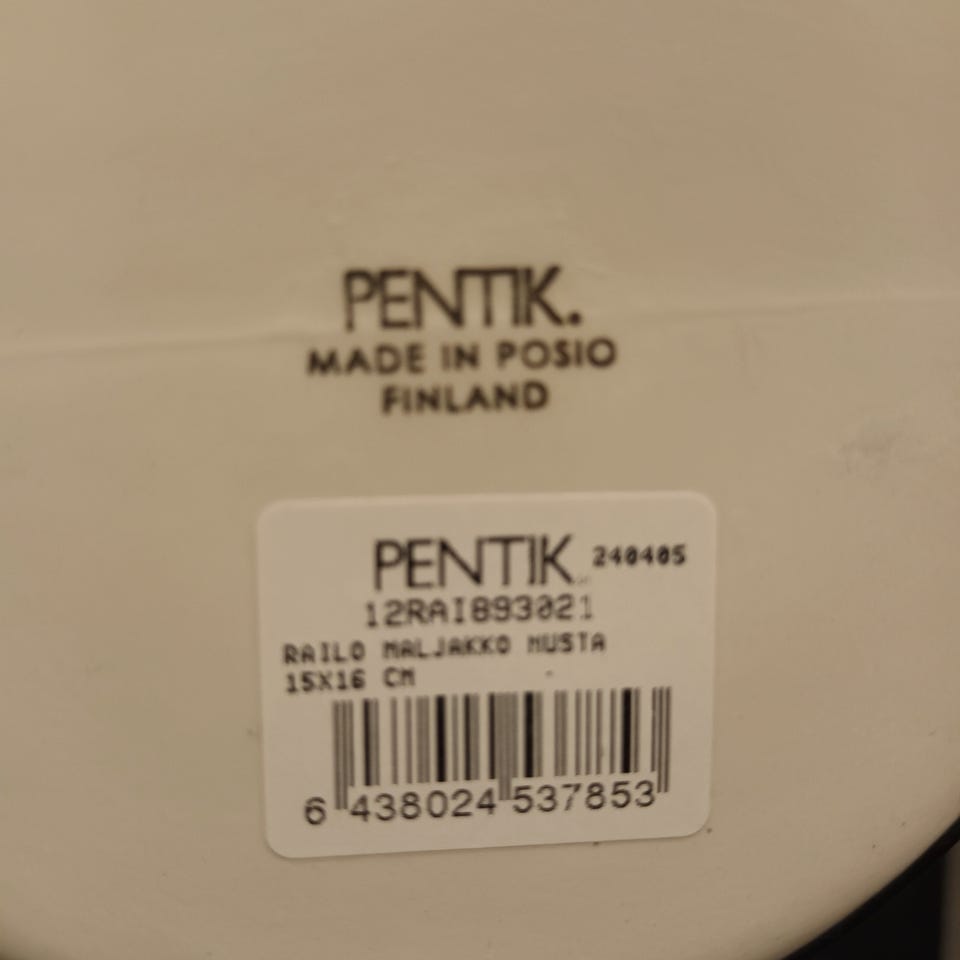 PENTIK.
MADE IN POSIO
FINLAND
PENTIK 240405
12RAI893021
RAILO MALJAKKO MUSTA
15X16 CM
6 438024 537853